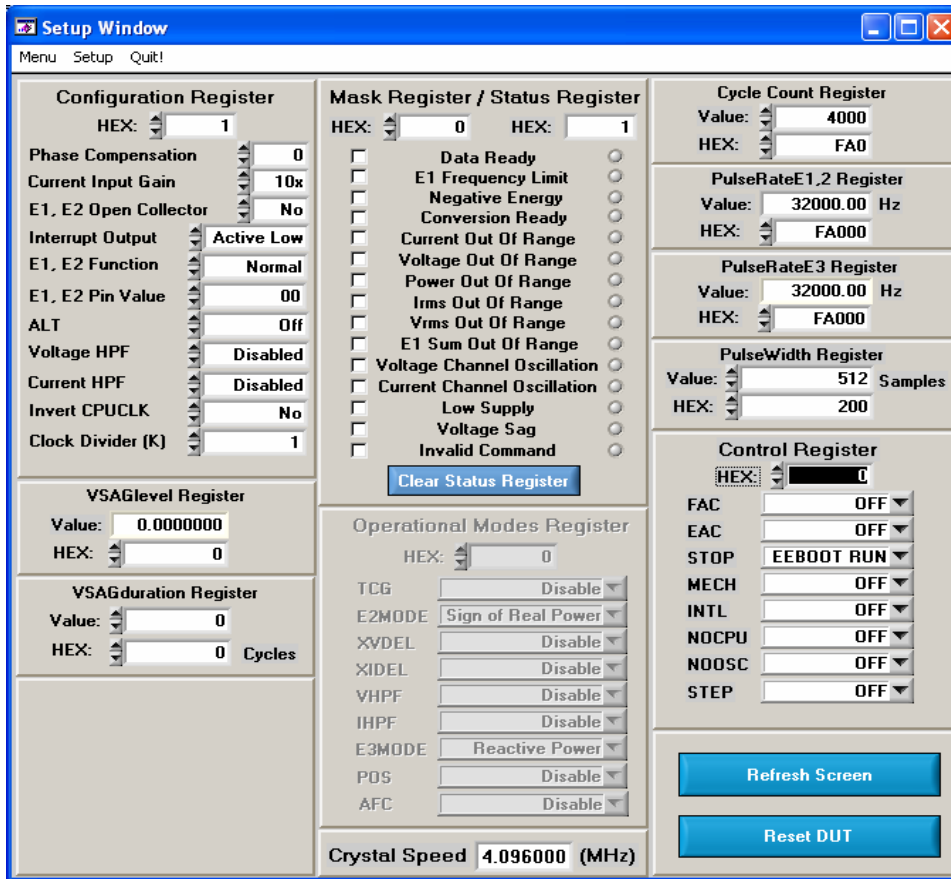 Setup Window
Menu Setup Quit!
Configuration Register
HEX: 1
Phase Compensation 0
Current Input Gain 10x
E1, E2 Open Collector No
Interrupt Output Active Low
E1, E2 Function Normal
E1, E2 Pin Value 00
ALT Off
Voltage HPF Disabled
Current HPF Disabled
Invert CPUCLK No
Clock Divider (K) 1
VSAGlevel Register
Value: 0.0000000
HEX: 0
VSAGduration Register
Value: 0
HEX: 0 Cycles
Mask Register / Status Register
HEX: 0 HEX: 1
Data Ready
E1 Frequency Limit
Negative Energy
Conversion Ready
Current Out Of Range
Voltage Out Of Range
Power Out Of Range
Irms Out Of Range
Vrms Out Of Range
E1 Sum Out Of Range
Voltage Channel Oscillation
Current Channel Oscillation
Low Supply
Voltage Sag
Invalid Command
Clear Status Register
Operational Modes Register
HEX: 0
TCG Disable
E2MODE Sign of Real Power
XVDEL Disable
XIDEL Disable
VHPF Disable
IHPF Disable
E3MODE Reactive Power
POS Disable
AFC Disable
Crystal Speed 4.096000 (MHz)
Cycle Count Register
Value: 4000
HEX: FA0
PulseRateE1,2 Register
Value: 32000.00 Hz
HEX: FA000
PulseRateE3 Register
Value: 32000.00 Hz
HEX: FA000
PulseWidth Register
Value: 512 Samples
HEX: 200
Control Register
HEX: 0
FAC OFF
EAC OFF
STOP EEBOOT RUN
MECH OFF
INTL OFF
NOCPU OFF
NOOSC OFF
STEP OFF
Refresh Screen
Reset DUT